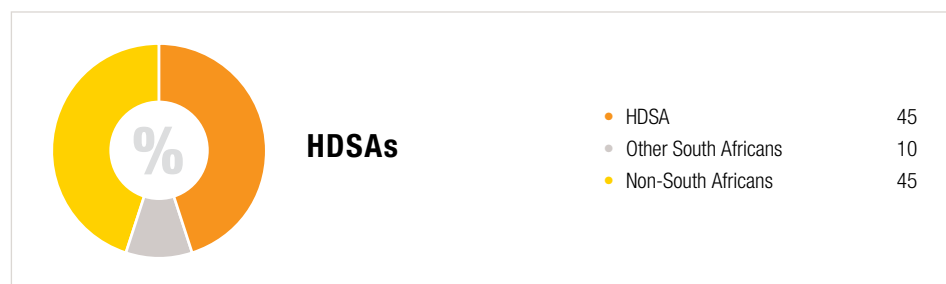 %
HDSAs
• HDSA 45
• Other South Africans 10
• Non-South Africans 45